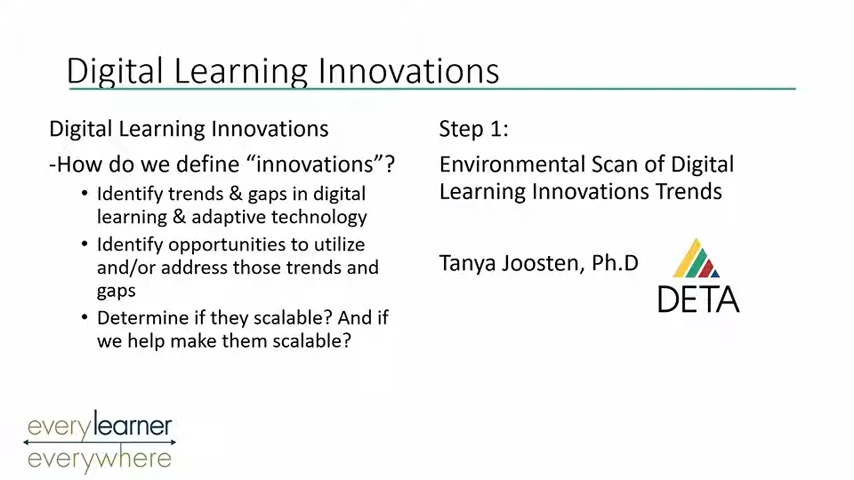 Digital Learning Innovations
Digital Learning Innovations
-How do we define “innovations”?
• Identify trends & gaps in digital
learning & adaptive technology
• Identify opportunities to utilize
and/or address those trends and
gaps
• Determine if they scalable? And if
we help make them scalable?
Step 1:
Environmental Scan of Digital
Learning Innovations Trends
Tanya Joosten, Ph.D
DETA
everylearner
everywhere